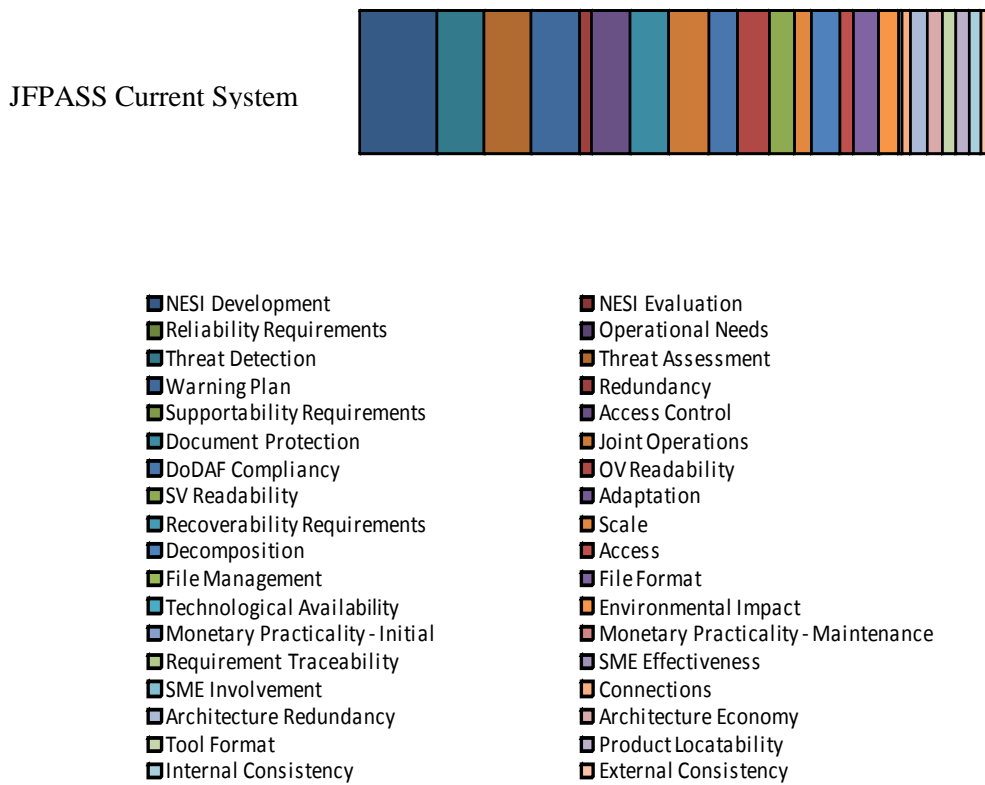 JFPASS Current System
NESI Development
NESI Evaluation
Reliability Requirements
Operational Needs
Threat Detection
Threat Assessment
Warning Plan
Redundancy
Supportability Requirements
Access Control
Document Protection
Joint Operations
DoDAF Compliancy
OV Readability
SV Readability
Adaptation
Recoverability Requirements
Scale
Decomposition
Access
File Management
File Format
Technological Availability
Environmental Impact
Monetary Practicality - Initial
Monetary Practicality - Maintenance
Requirement Traceability
SME Effectiveness
SME Involvement
Connections
Architecture Redundancy
Architecture Economy
Tool Format
Product Locatability
Internal Consistency
External Consistency